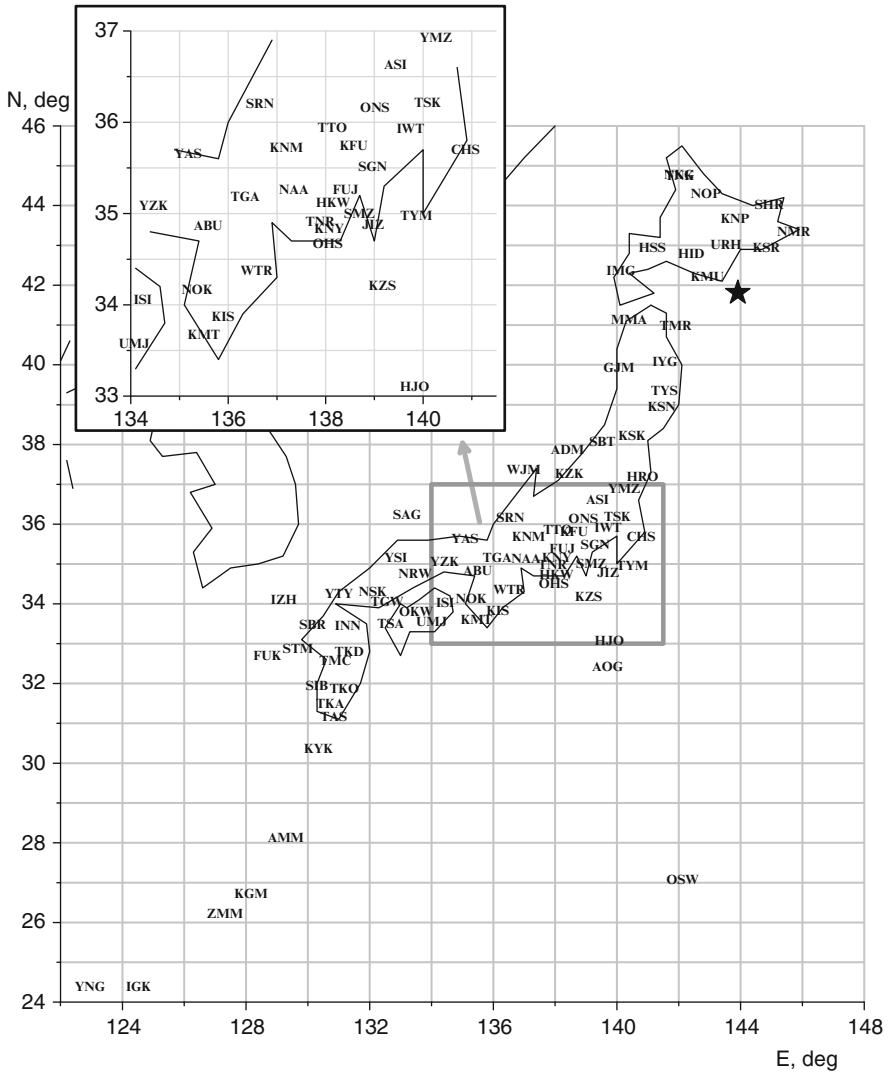 37
YMZ
ASI
N, deg
SRN
ONS
TSK
36
TTO
IWT
46
KNM
KFU
CHS
YAS
SGN
NAA
FUJ
TGA
44
NOP
YZK
HKW
SHR
35
ABU
TNR
SMZ
TYM
KNP
KNY
JIZ
NMR
OHS
HSS
URH
KSR
HID
WTR
IMG
KMU
42
NOK
KZS
34
ISI
KIS
MMA
TMR
KMT
UMJ
40
GJM
IYG
33
HJO
TYS
134
136
138
140
KSN
38
ADM
SBT
KSK
WJM
KZK
HRO
YMZ
ASI
36
SAG
SRN
ONS
TSK
TTO
KFU
IWT
YAS
KNM
CHS
SGN
YSI
FUJ
YZK
TGA
NAA
KNY
TNR
SMZ
TYM
NRW
ABU
HKW
JIZ
OHS
NSK
WTR
34
IZH
YTY
TGW
ISI
NOK
KZS
OKW
KIS
SBR
INN
TSA
UMJ
KMT
HJO
FUK
STM
TKD
TMC
AOG
32
SIB
TKO
TKA
TAS
30
KYK
28
AMM
OSW
KGM
26
ZMM
24
YNG
IGK
124
128
132
136
140
144
148
E, deg